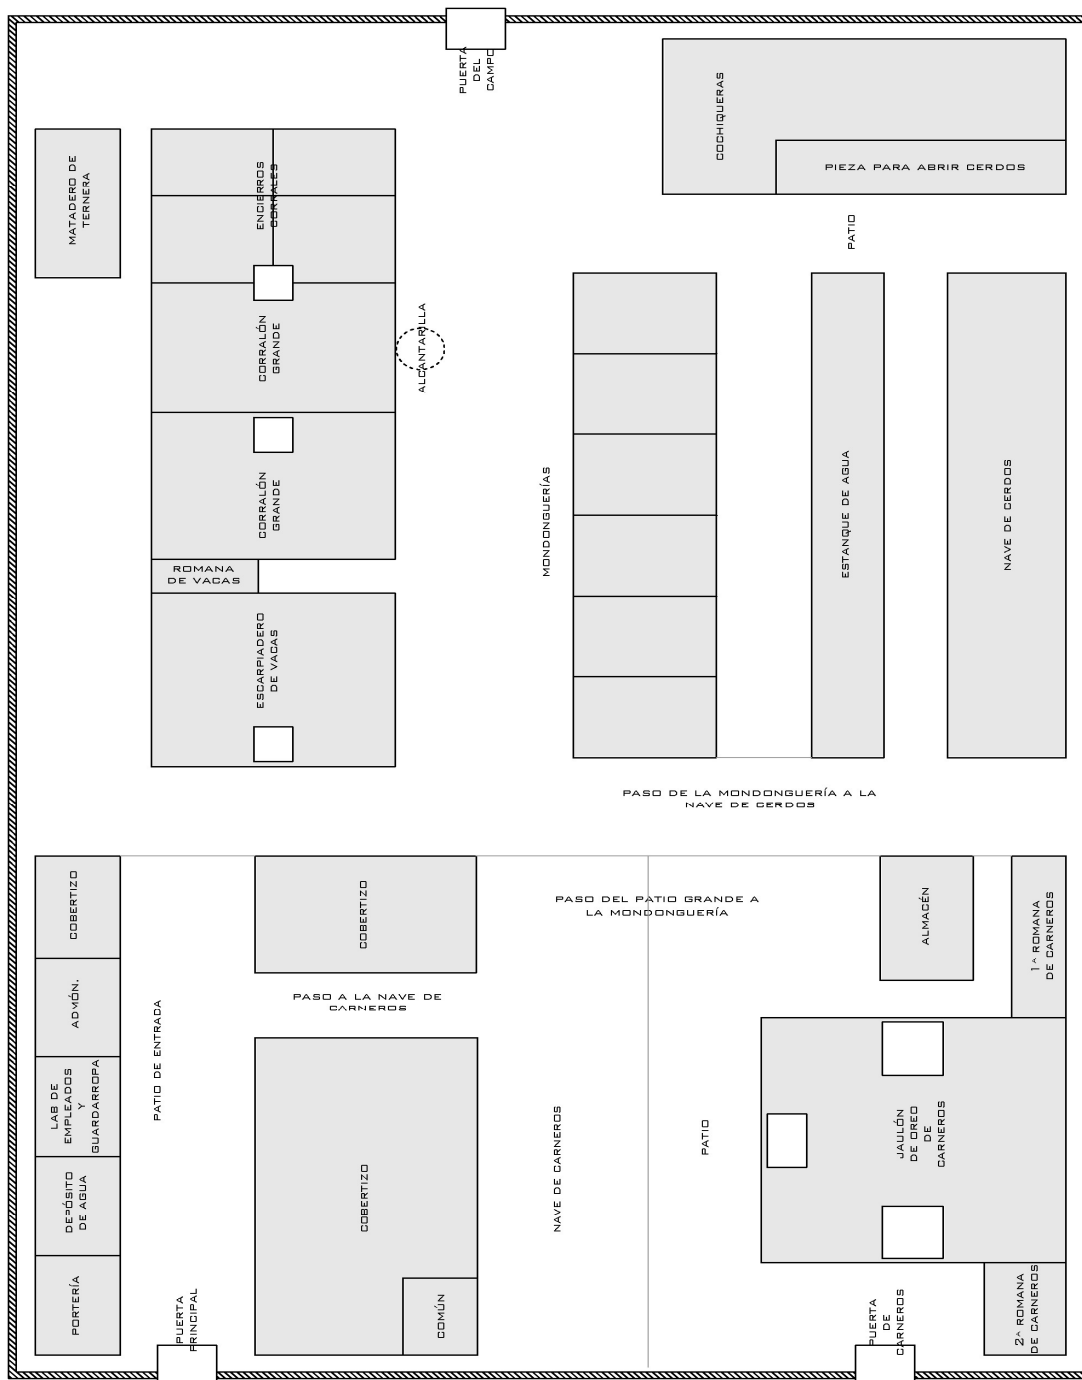 PUERTA
DEL
CAMPO
COCHIQUERAS
PIEZA PARA ABRIR CERDOS
MATADERO DE
TERNERA
ENCIERROS
CORRALES
PATIO
CORRALÓN
GRANDE
ALCANTARILLA
CORRALÓN
GRANDE
MONDONGUERÍAS
ESTANQUE DE AGUA
NAVE DE CERDOS
ROMANA
DE VACAS
ESCARPIADERO
DE VACAS
PASO DE LA MONDONGUERÍA A LA
NAVE DE CERDOS
COBERTIZO
COBERTIZO
PASO DEL PATIO GRANDE A
LA MONDONGUERÍA
ALMACÉN
1ª ROMANA
DE CARNEROS
ADMÓN.
PASO A LA NAVE DE
CARNEROS
PATIO DE ENTRADA
LAB DE
EMPLEADOS
Y
GUARDARROPA
NAVE DE CARNEROS
PATIO
JAULÓN
DE OREO
DE
CARNEROS
DEPÓSITO
DE AGUA
COBERTIZO
PORTERÍA
PUERTA
PRINCIPAL
COMÚN
PUERTA
DE
CARNEROS
2ª ROMANA
DE CARNEROS